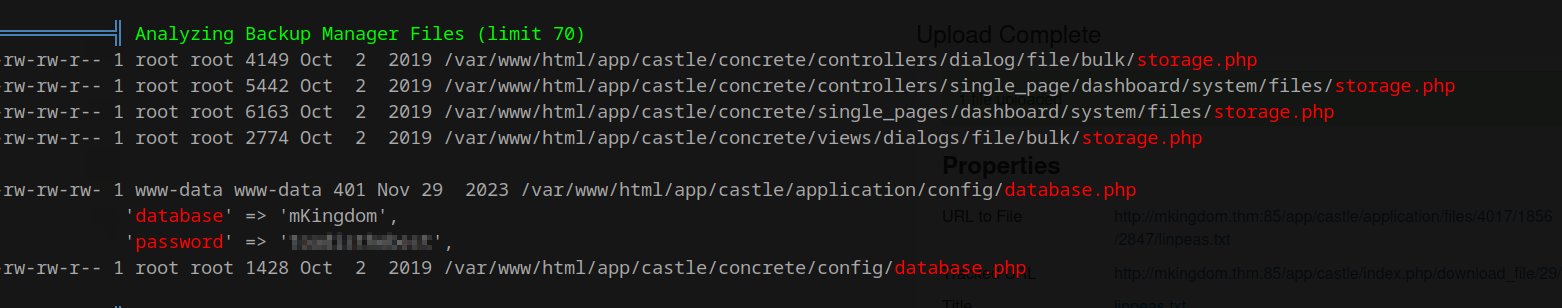 Analyzing Backup Manager Files (limit 70)
-rw-rw-r-- 1 root root 4149 Oct  2  2019 /var/www/html/app/castle/concrete/controllers/dialog/file/bulk/storage.php
-rw-rw-r-- 1 root root 5442 Oct  2  2019 /var/www/html/app/castle/concrete/controllers/single_page/dashboard/system/files/storage.php
-rw-rw-r-- 1 root root 6163 Oct  2  2019 /var/www/html/app/castle/concrete/single_pages/dashboard/system/files/storage.php
-rw-rw-r-- 1 root root 2774 Oct  2  2019 /var/www/html/app/castle/concrete/views/dialogs/file/bulk/storage.php
-rw-rw-rw- 1 www-data www-data 401 Nov 29  2023 /var/www/html/app/castle/application/config/database.php
'database' => 'mKingdom',
'password' => '',
-rw-rw-r-- 1 root root 1428 Oct  2  2019 /var/www/html/app/castle/concrete/config/database.php
Upload Complete
Properties
URL to File
http://mkingdom.thm:85/app/castle/application/files/4017/1856
/2847/linpeas.txt
URL
http://mkingdom.thm:85/app/castle/index.php/download_file/29
Title
linpeas.txt